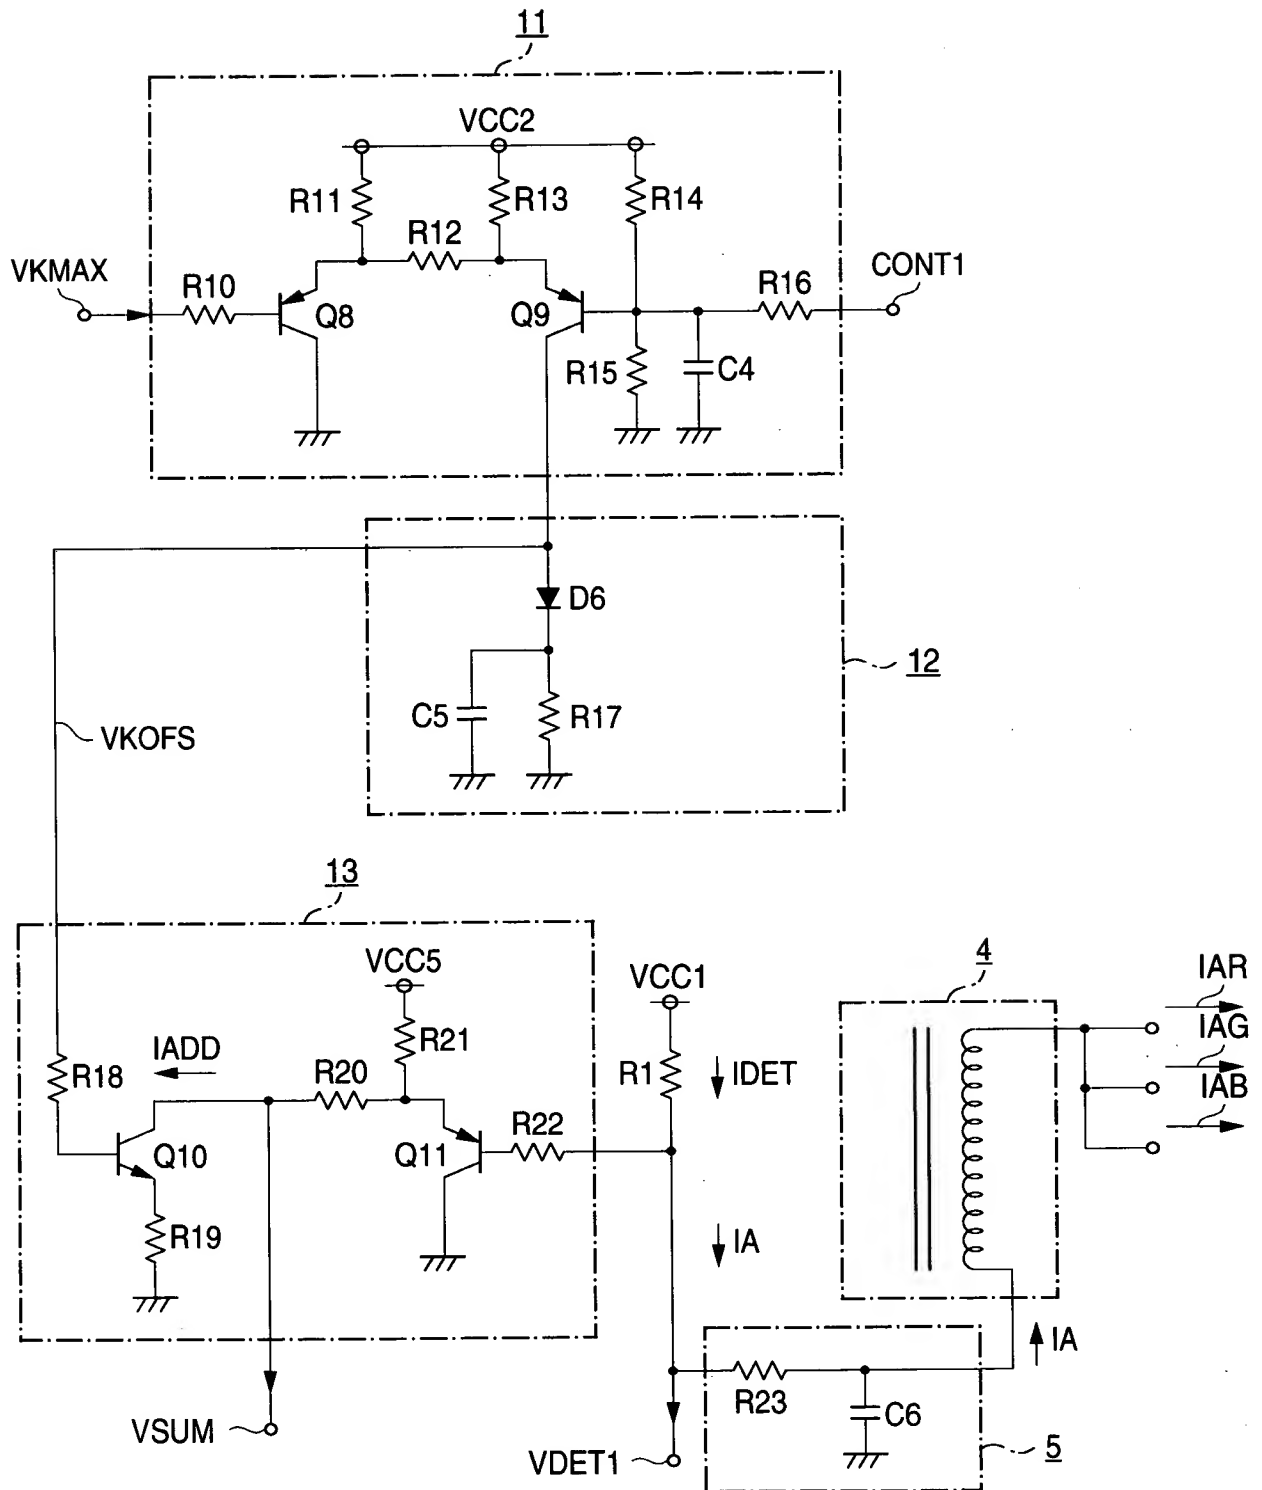 11
VCC2
R11
R13
R14
R12
VKMAX
R10
Q8
Q9
R16
CONT1
R15
C4
D6
12
C5
R17
VKOFS
13
VCC5
VCC1
4
IAR
R21
IAG
IADD
R18
R20
R1
IDET
IAB
Q10
Q11
R22
R19
IA
IA
R23
C6
VSUM
VDET1
5